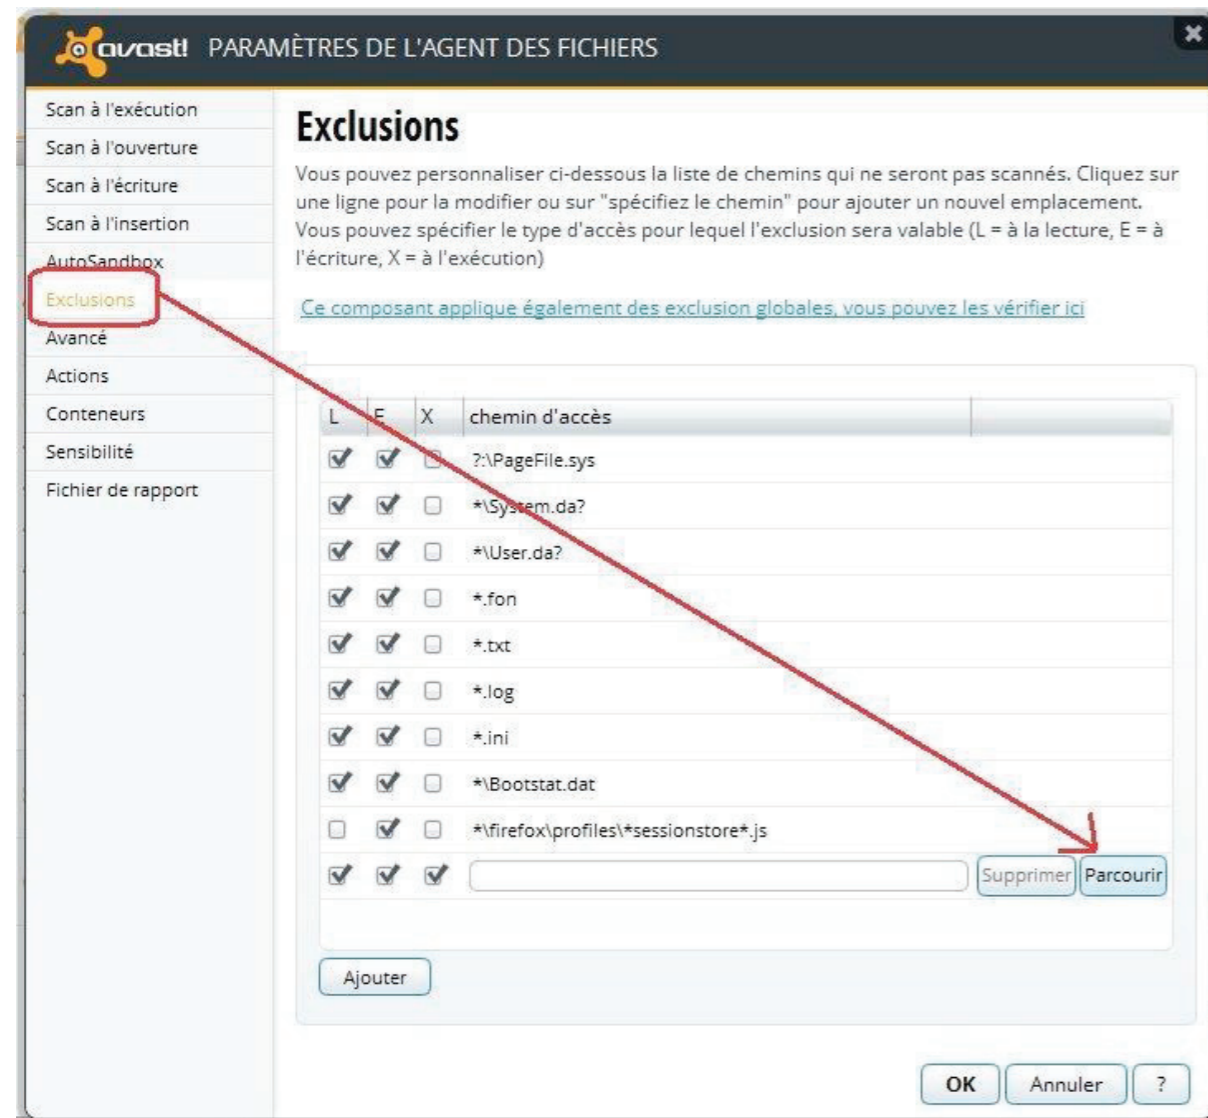 avast! PARAMÈTRES DE L'AGENT DES FICHIERS
Scan à l'exécution
Scan à l'ouverture
Scan à l'écriture
Scan à l'insertion
AutoSandbox
Exclusions
Avancé
Actions
Conteneurs
Sensibilité
Fichier de rapport
Exclusions
Vous pouvez personnaliser ci-dessous la liste de chemins qui ne seront pas scannés. Cliquez sur
une ligne pour la modifier ou sur "spécifiez le chemin" pour ajouter un nouvel emplacement.
Vous pouvez spécifier le type d'accès pour lequel l'exclusion sera valable (L = à la lecture, E = à
l'écriture, X = à l'exécution)
Ce composant applique également des exclusion globales, vous pouvez les vérifier ici
L E X chemin d'accès
?:\PageFile.sys
*\System.da?
*\User.da?
*.fon
*.txt
*.log
*.ini
*\Bootstat.dat
*\firefox\profiles\*sessionstore*.js
Supprimer Parcourir
Ajouter
OK Annuler ?